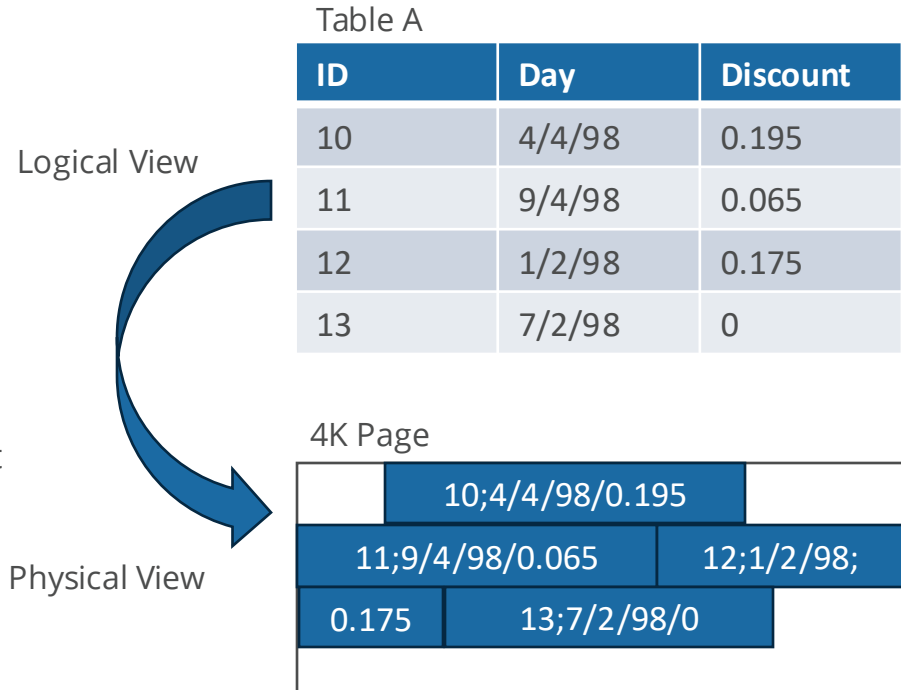 Table A
ID Day Discount
10 4/4/98 0.195
11 9/4/98 0.065
12 1/2/98 0.175
13 7/2/98 0
Logical View
4K Page
10;4/4/98/0.195
11;9/4/98/0.065 12;1/2/98;
0.175 13;7/2/98/0
Physical View